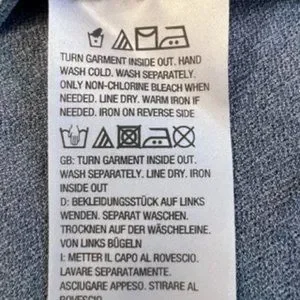 TURN GARMENT INSIDE OUT. HAND
WASH COLD. WASH SEPARATELY.
ONLY NON-CHLORINE BLEACH WHEN
NEEDED. LINE DRY. WARM IRON IF
NEEDED. IRON ON REVERSE SIDE
GB: TURN GARMENT INSIDE OUT.
WASH SEPARATELY. LINE DRY. IRON
INSIDE OUT
D: BEKLEIDUNGSSTÜCK AUF LINKS
WENDEN. SEPARAT WASCHEN.
TROCKNEN AUF DER WÄSCHELEINE.
VON LINKS BÜGELN
I: METTER IL CAPO AL ROVESCIO.
LAVARE SEPARATAMENTE.
ASCIUGARE APPESO. STIRARE AL
ROVESCIO